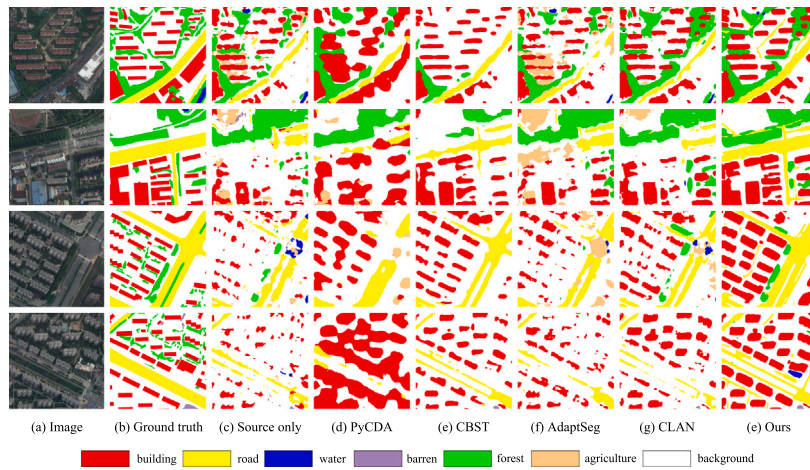 (a) Image (b) Ground truth (c) Source only (d) PyCDA (e) CBST (f) AdaptSeg (g) CLAN (e) Ours
building road water barren forest agriculture background